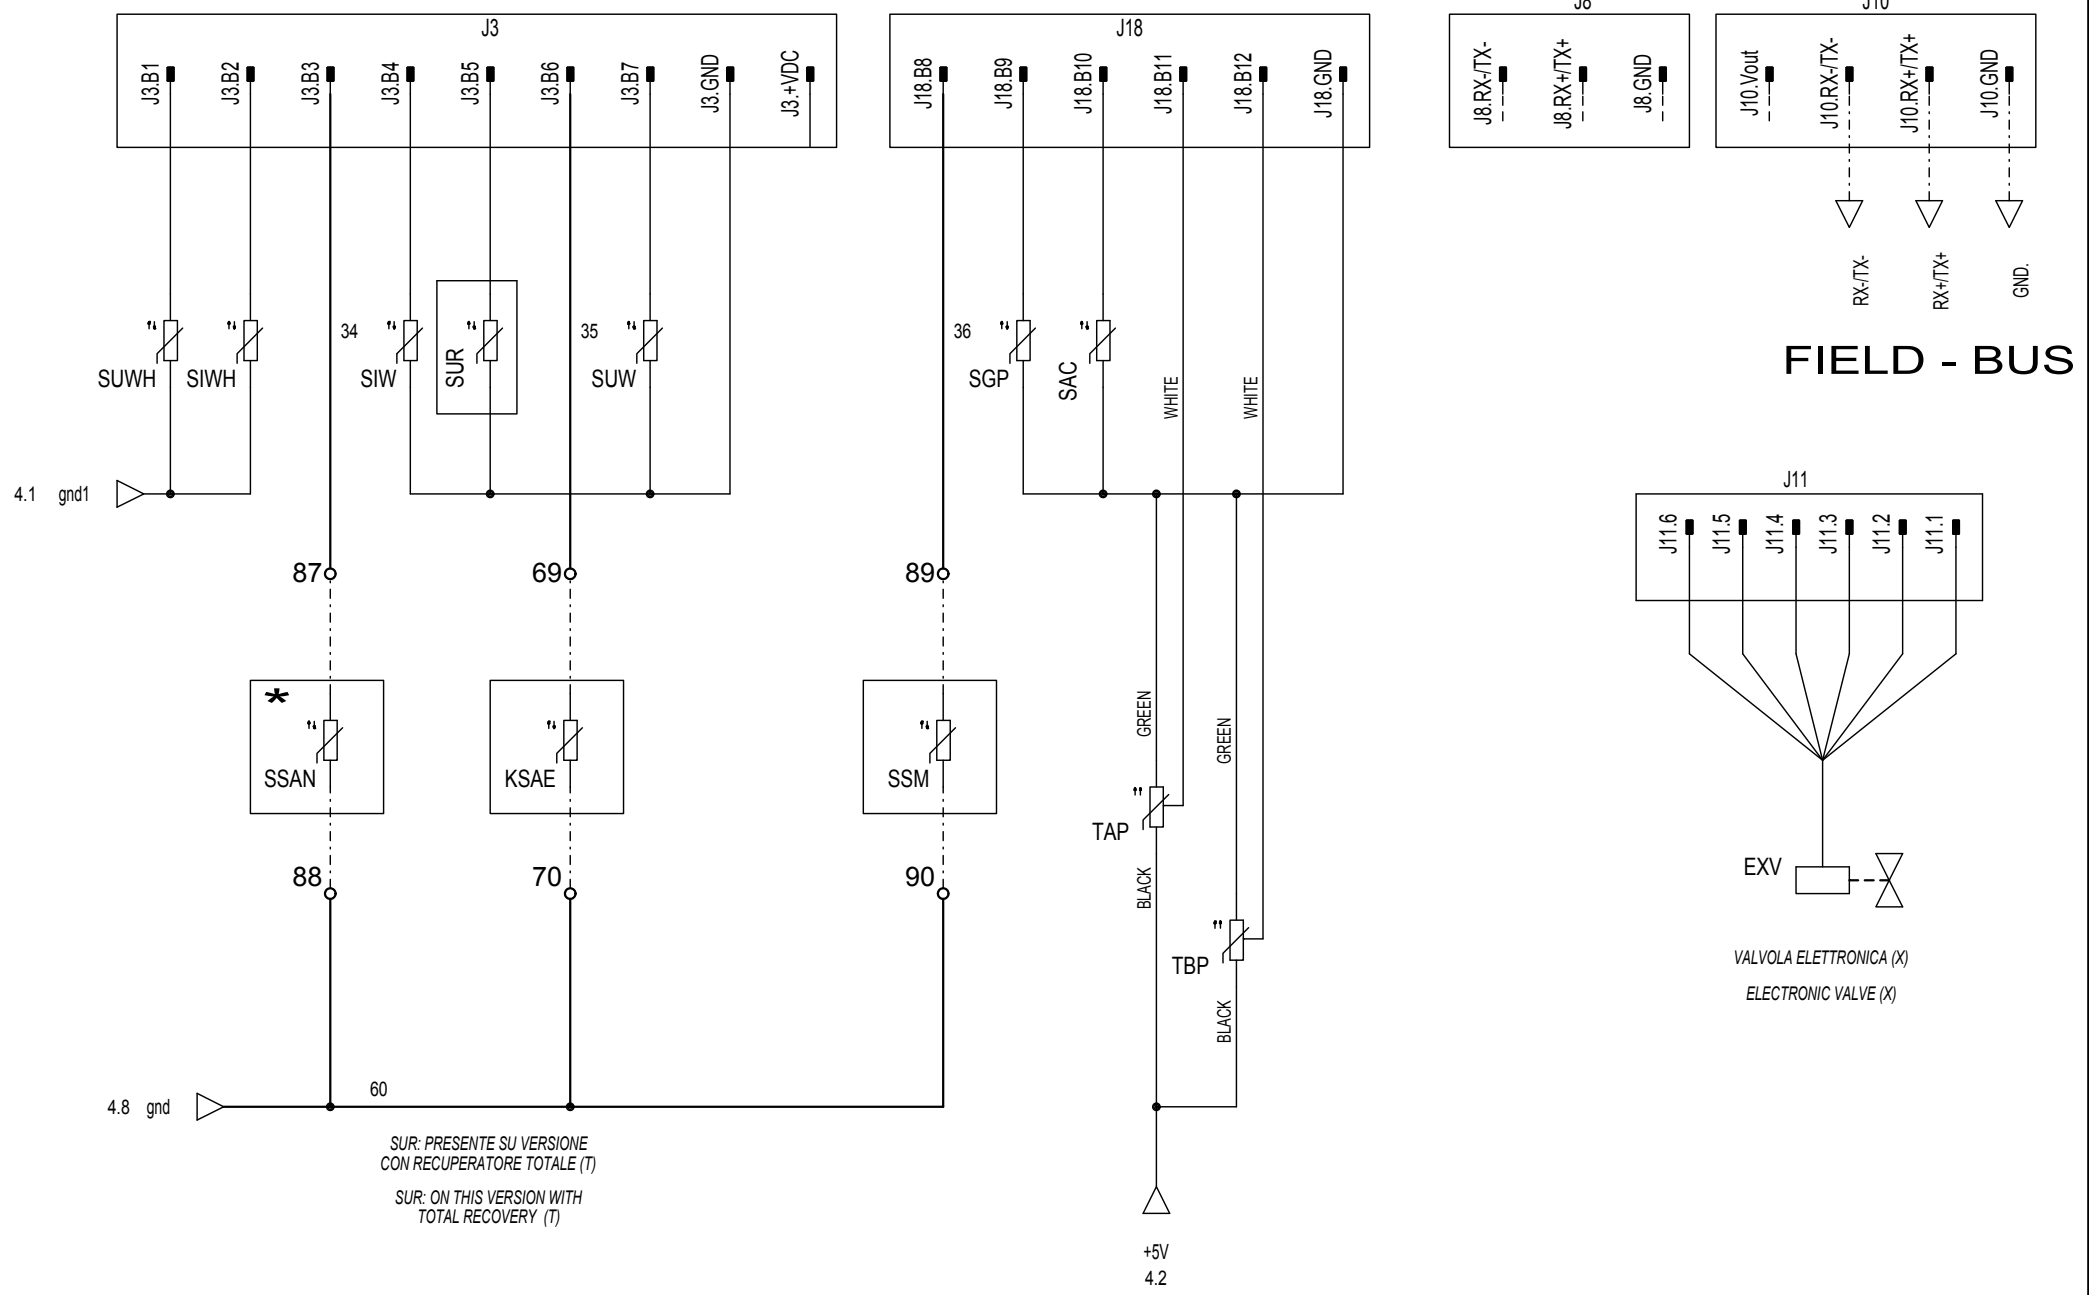 J3
J18
J8
J10
J3.B1
J3.B2
J3.B3
J3.B4
J3.B5
J3.B6
J3.B7
J3.GND
J3.+VDC
J18.B8
J18.B9
J18.B10
J18.B11
J18.B12
J18.GND
J8.RX-/TX-
J8.RX+/TX+
J8.GND
J10.Vout
J10.RX-/TX-
J10.RX+/TX+
J10.GND
RX-/TX-
RX+/TX+
GND.
FIELD - BUS
SUWH
SIWH
34
SIW
SUR
35
SUW
36
SGP
SAC
WHITE
WHITE
4.1 gnd1
J11
J11.6
J11.5
J11.4
J11.3
J11.2
J11.1
87
69
89
*
SSAN
KSAE
SSM
GREEN
GREEN
TAP
88
70
90
BLACK
TBP
BLACK
EXV
VALVOLA ELETTRONICA (X)
ELECTRONIC VALVE (X)
4.8 gnd
60
SUR: PRESENTE SU VERSIONE
CON RECUPERATORE TOTALE (T)
SUR: ON THIS VERSION WITH
TOTAL RECOVERY (T)
+5V
4.2